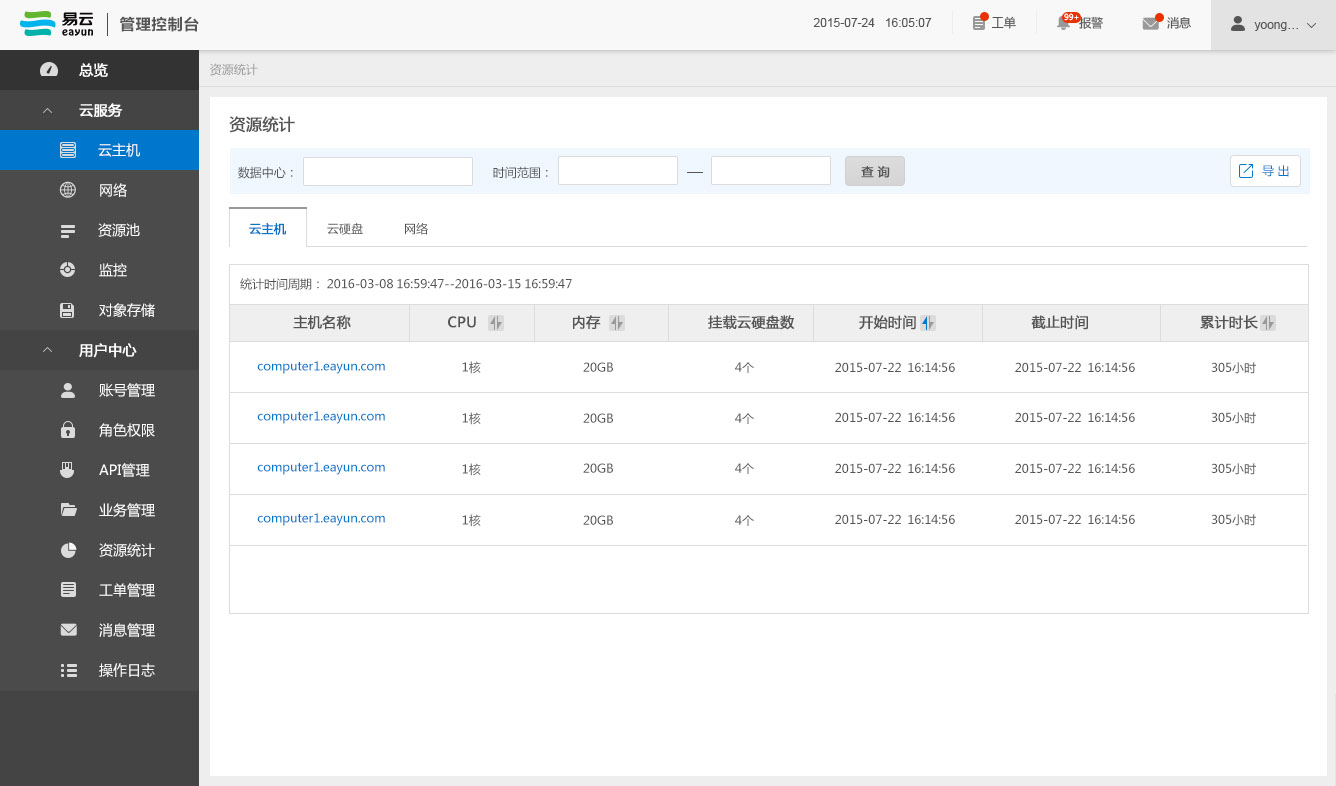 易云 eayun 管理控制台 2015-07-24 16:05:07 工单 99+ 报警 消息 yoong...
总览
云服务
云主机
网络
资源池
监控
对象存储
用户中心
账号管理
角色权限
API管理
业务管理
资源统计
工单管理
消息管理
操作日志
资源统计
资源统计
数据中心： 时间范围： — 查 询 导 出
云主机 云硬盘 网络
统计时间周期： 2016-03-08 16:59:47--2016-03-15 16:59:47
主机名称 CPU 内存 挂载云硬盘数 开始时间 截止时间 累计时长
computer1.eayun.com 1核 20GB 4个 2015-07-22 16:14:56 2015-07-22 16:14:56 305小时
computer1.eayun.com 1核 20GB 4个 2015-07-22 16:14:56 2015-07-22 16:14:56 305小时
computer1.eayun.com 1核 20GB 4个 2015-07-22 16:14:56 2015-07-22 16:14:56 305小时
computer1.eayun.com 1核 20GB 4个 2015-07-22 16:14:56 2015-07-22 16:14:56 305小时